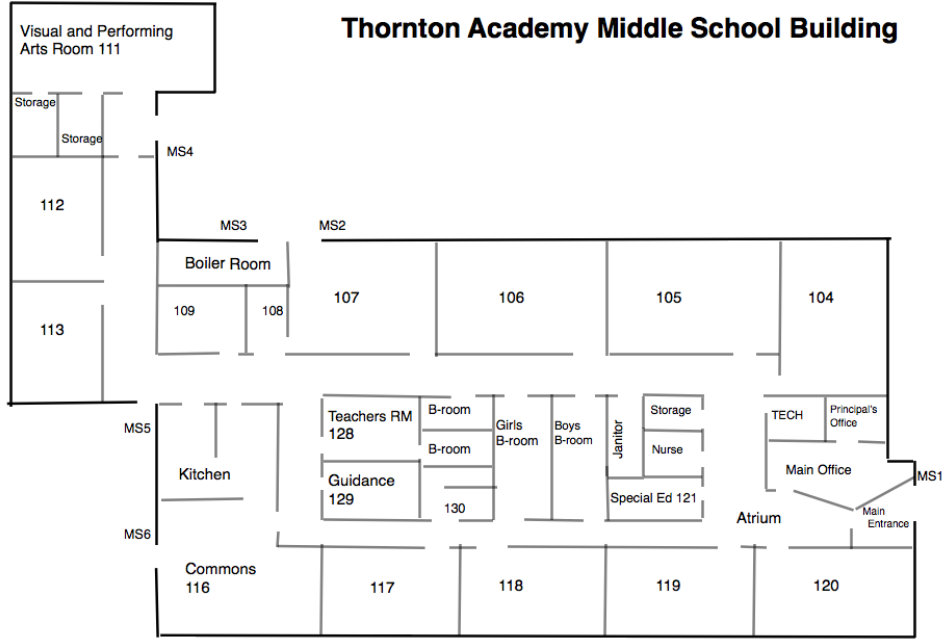 Thornton Academy Middle School Building
Visual and Performing
Arts Room 111
Storage
Storage
MS4
112
MS3
MS2
Boiler Room
107
106
105
104
109
108
113
MS5
Teachers RM
128
B-room
Girls
B-room
Boys
B-room
Janitor
Storage
TECH
Principal's
Office
B-room
Nurse
Kitchen
Guidance
129
130
Special Ed 121
Main Office
MS1
Atrium
Main
Entrance
MS6
Commons
116
117
118
119
120